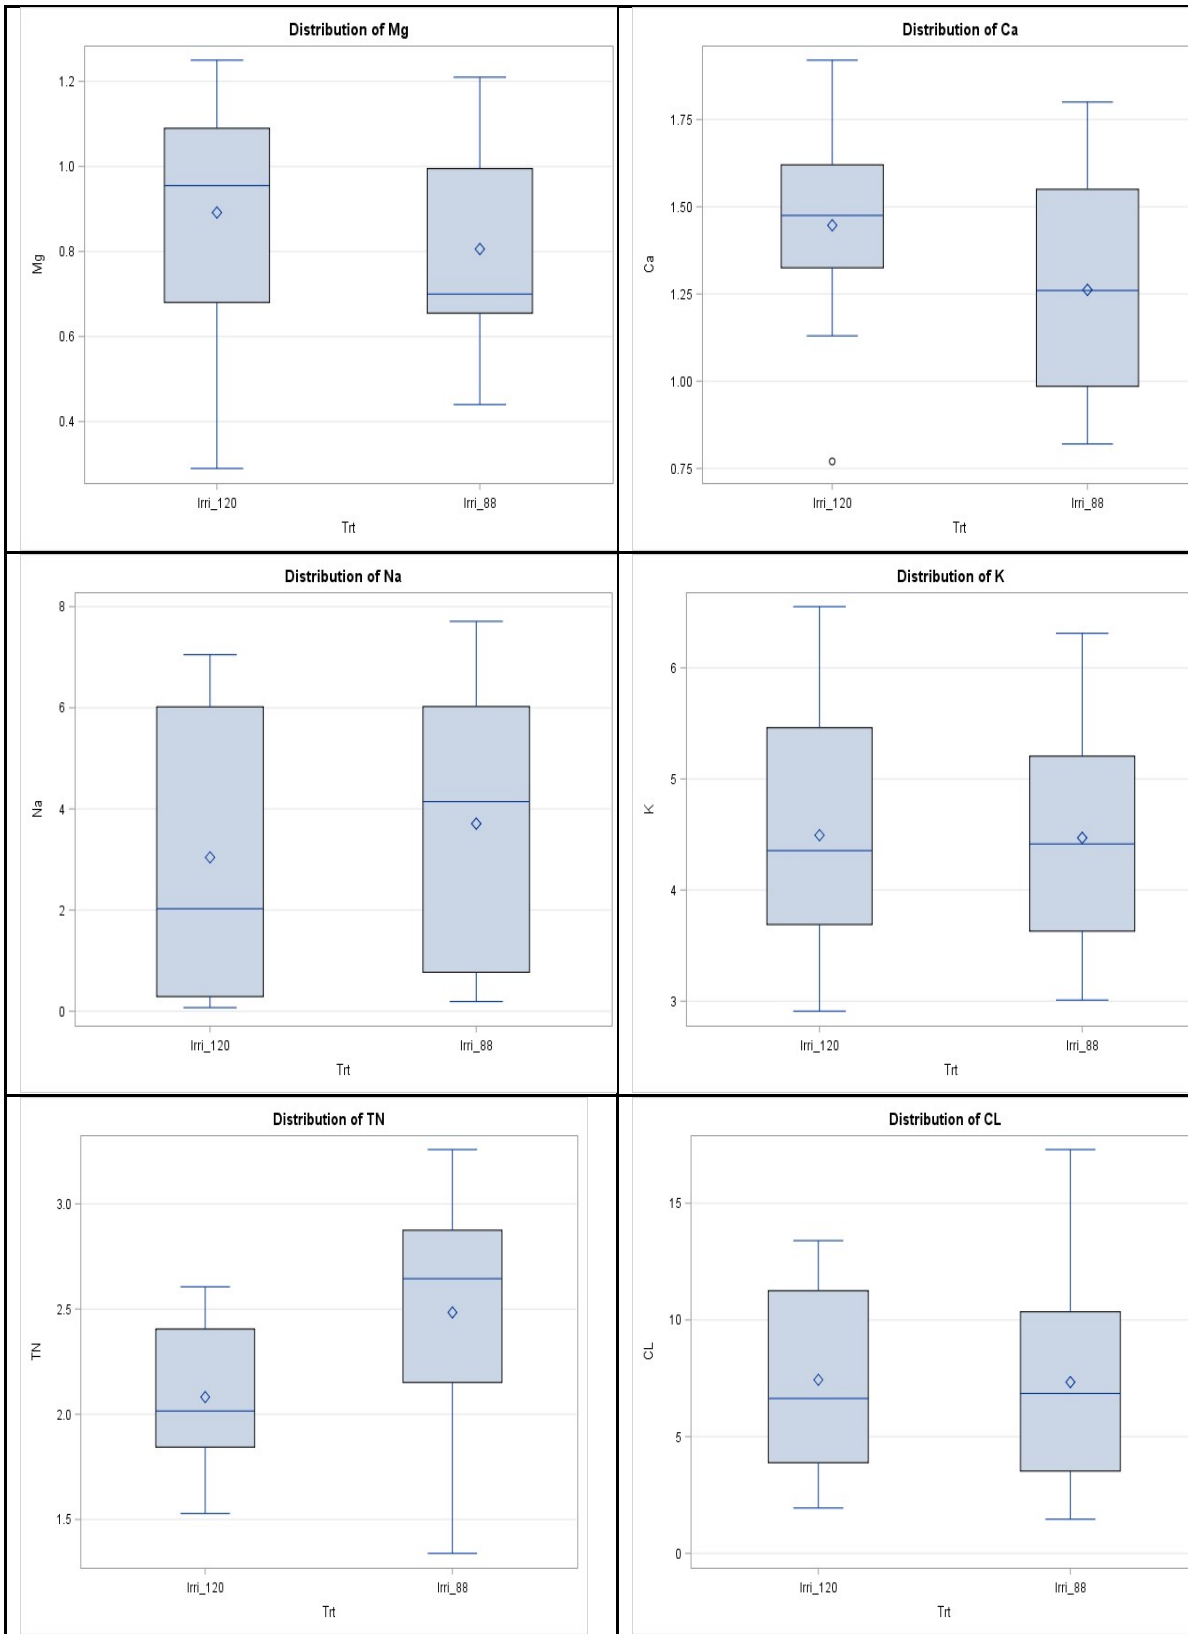 Distribution of Mg
1.2
1.0
0.8
0.6
0.4
Mg
Irri_120
Irri_88
Trt
Distribution of Ca
1.75
1.50
1.25
1.00
0.75
Ca
Irri_120
Irri_88
Trt
Distribution of Na
8
6
4
2
0
Na
Irri_120
Irri_88
Trt
Distribution of K
6
5
4
3
K
Irri_120
Irri_88
Trt
Distribution of TN
3.0
2.5
2.0
1.5
TN
Irri_120
Irri_88
Trt
Distribution of CL
15
10
5
0
CL
Irri_120
Irri_88
Trt